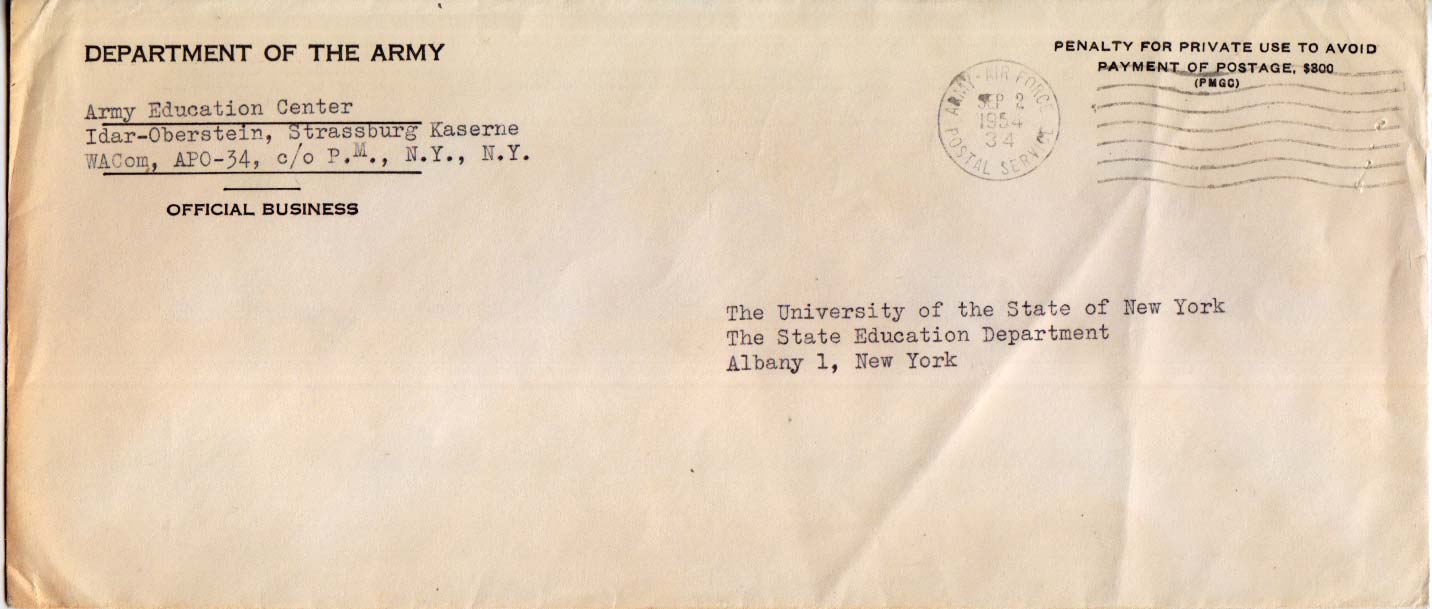 DEPARTMENT OF THE ARMY
Army Education Center
Idar-Oberstein, Strassburg Kaserne
WACom, APO-34, c/o P.M., N.Y., N.Y.
OFFICIAL BUSINESS
PENALTY FOR PRIVATE USE TO AVOID
PAYMENT OF POSTAGE, $300
(PMGC)
ARMY-AIR FORCE
POSTAL SERVICE
SEP 2
1954
34
The University of the State of New York
The State Education Department
Albany 1, New York